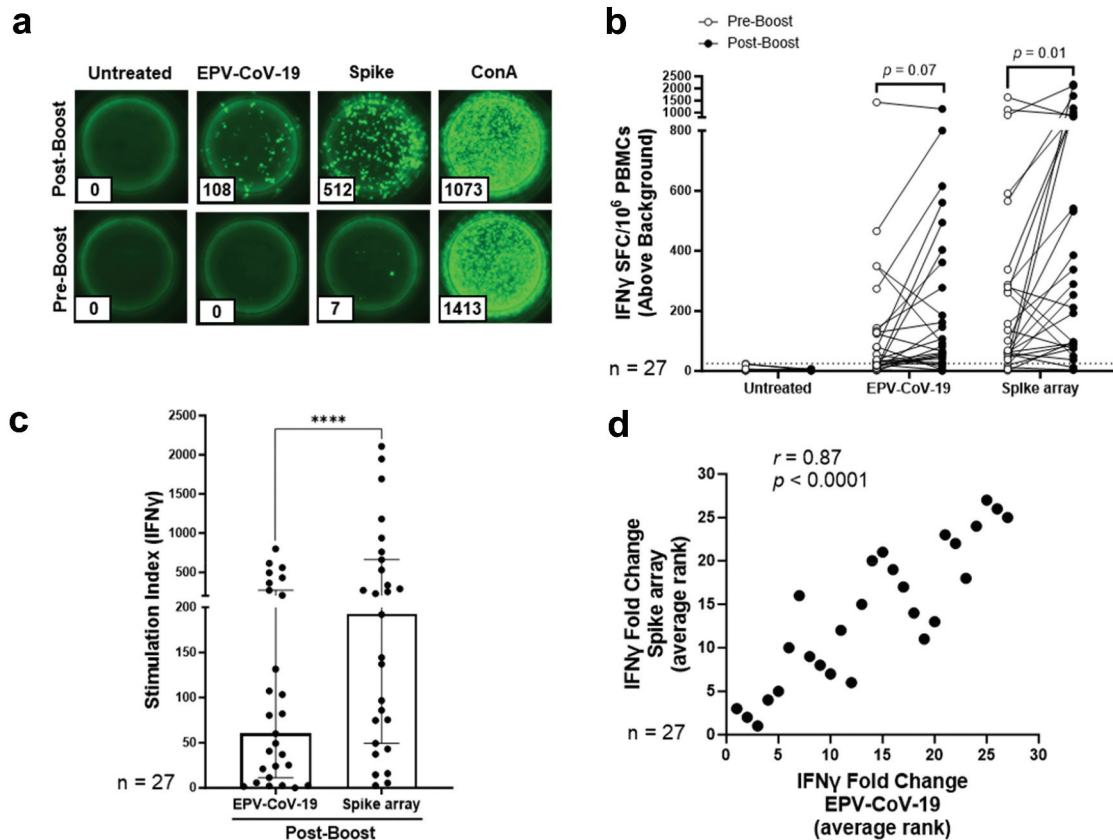 a
Untreated EPV-CoV-19 Spike ConA
Post-Boost
0 108 512 1073
Pre-Boost
0 0 7 1413
b
Pre-Boost
Post-Boost
p = 0.07
p = 0.01
IFNγ SFC/10⁶ PBMCs
(Above Background)
2500
2000
1500
1000
800
600
400
200
0
n = 27
Untreated EPV-CoV-19 Spike array
c
****
Stimulation Index (IFNγ)
2500
2000
1500
1000
500
200
150
100
50
0
n = 27
EPV-CoV-19 Spike array
Post-Boost
d
r = 0.87
p < 0.0001
IFNγ Fold Change
Spike array
(average rank)
30
25
20
15
10
5
0
n = 27
0 5 10 15 20 25 30
IFNγ Fold Change
EPV-CoV-19
(average rank)